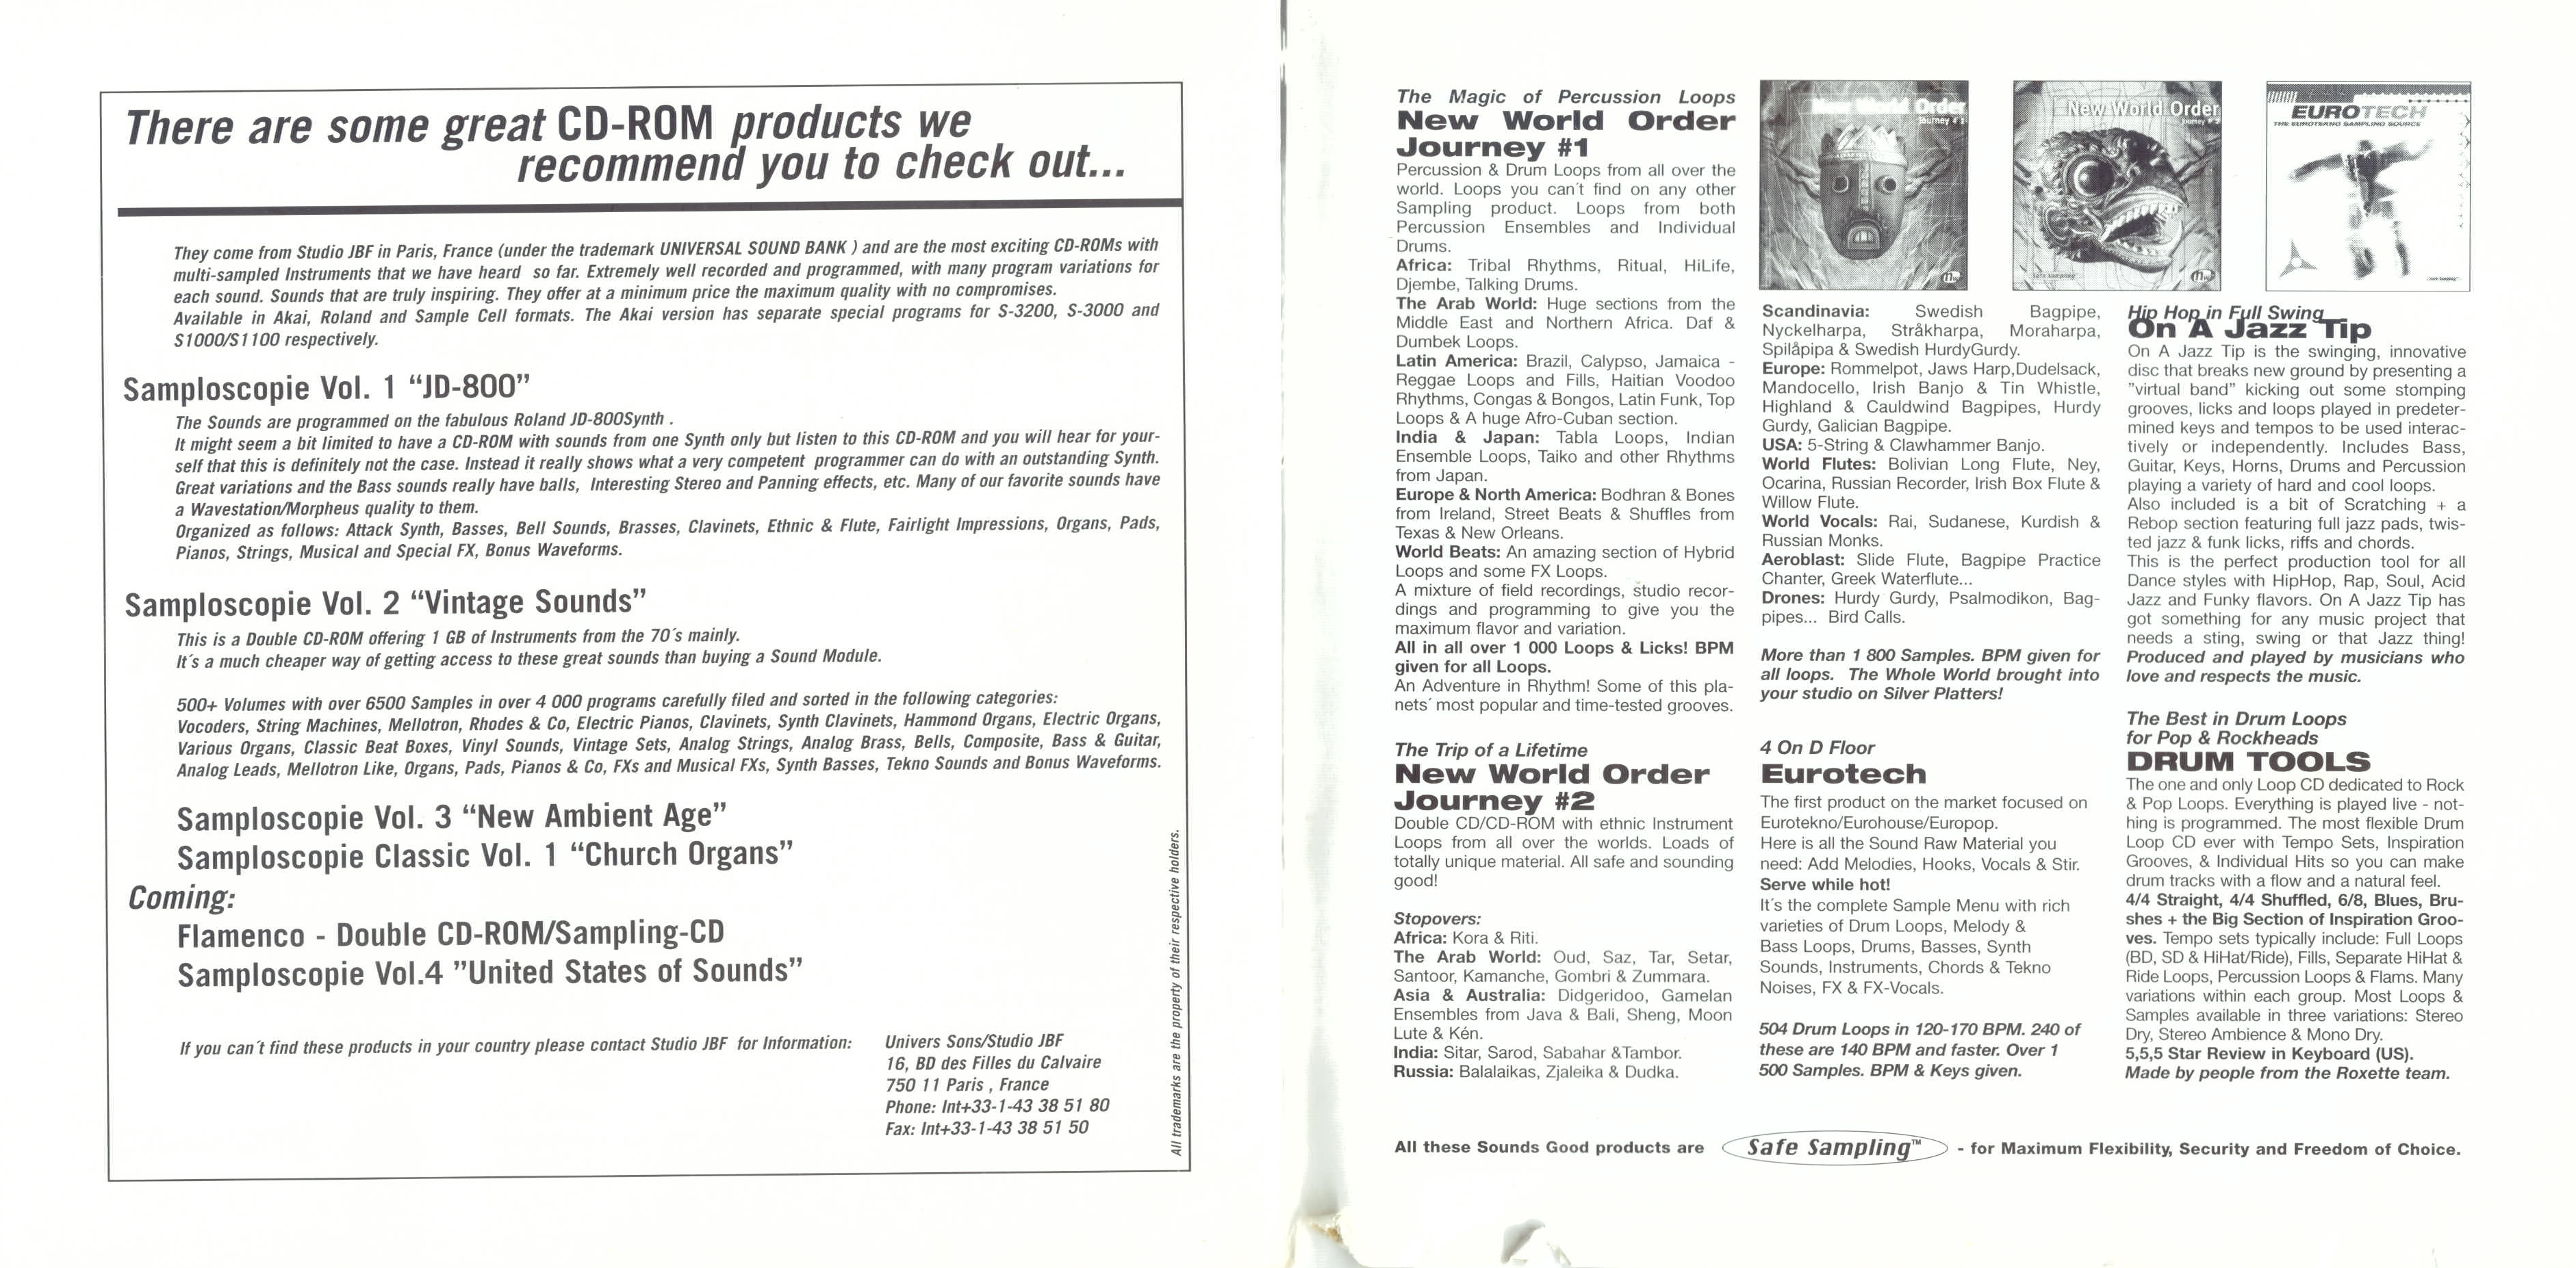 There are some great CD-ROM products we
recommend you to check out...
They come from Studio JBF in Paris, France (under the trademark UNIVERSAL SOUND BANK ) and are the most exciting CD-ROMs with
multi-sampled Instruments that we have heard so far. Extremely well recorded and programmed, with many program variations for
each sound. Sounds that are truly inspiring. They offer at a minimum price the maximum quality with no compromises.
Available in Akai, Roland and Sample Cell formats. The Akai version has separate special programs for S-3200, S-3000 and
S1000/S1100 respectively.
Samploscopie Vol. 1 “JD-800”
The Sounds are programmed on the fabulous Roland JD-800Synth .
It might seem a bit limited to have a CD-ROM with sounds from one Synth only but listen to this CD-ROM and you will hear for your-
self that this is definitely not the case. Instead it really shows what a very competent programmer can do with an outstanding Synth.
Great variations and the Bass sounds really have balls, Interesting Stereo and Panning effects, etc. Many of our favorite sounds have
a Wavestation/Morpheus quality to them.
Organized as follows: Attack Synth, Basses, Bell Sounds, Brasses, Clavinets, Ethnic & Flute, Fairlight Impressions, Organs, Pads,
Pianos, Strings, Musical and Special FX, Bonus Waveforms.
Samploscopie Vol. 2 “Vintage Sounds”
This is a Double CD-ROM offering 1 GB of Instruments from the 70´s mainly.
It´s a much cheaper way of getting access to these great sounds than buying a Sound Module.
500+ Volumes with over 6500 Samples in over 4 000 programs carefully filed and sorted in the following categories:
Vocoders, String Machines, Mellotron, Rhodes & Co, Electric Pianos, Clavinets, Synth Clavinets, Hammond Organs, Electric Organs,
Various Organs, Classic Beat Boxes, Vinyl Sounds, Vintage Sets, Analog Strings, Analog Brass, Bells, Composite, Bass & Guitar,
Analog Leads, Mellotron Like, Organs, Pads, Pianos & Co, FXs and Musical FXs, Synth Basses, Tekno Sounds and Bonus Waveforms.
Samploscopie Vol. 3 “New Ambient Age”
Samploscopie Classic Vol. 1 “Church Organs”
Coming:
Flamenco - Double CD-ROM/Sampling-CD
Samploscopie Vol.4 ”United States of Sounds”
If you can´t find these products in your country please contact Studio JBF for Information:
Univers Sons/Studio JBF
16, BD des Filles du Calvaire
750 11 Paris , France
Phone: Int+33-1-43 38 51 80
Fax: Int+33-1-43 38 51 50
All trademarks are the property of their respective holders.
The Magic of Percussion Loops
New World Order
Journey #1
Percussion & Drum Loops from all over the
world. Loops you can´t find on any other
Sampling product. Loops from both
Percussion Ensembles and Individual
Drums.
Africa: Tribal Rhythms, Ritual, HiLife,
Djembe, Talking Drums.
The Arab World: Huge sections from the
Middle East and Northern Africa. Daf &
Dumbek Loops.
Latin America: Brazil, Calypso, Jamaica -
Reggae Loops and Fills, Haitian Voodoo
Rhythms, Congas & Bongos, Latin Funk, Top
Loops & A huge Afro-Cuban section.
India & Japan: Tabla Loops, Indian
Ensemble Loops, Taiko and other Rhythms
from Japan.
Europe & North America: Bodhran & Bones
from Ireland, Street Beats & Shuffles from
Texas & New Orleans.
World Beats: An amazing section of Hybrid
Loops and some FX Loops.
A mixture of field recordings, studio recor-
dings and programming to give you the
maximum flavor and variation.
All in all over 1 000 Loops & Licks! BPM
given for all Loops.
An Adventure in Rhythm! Some of this pla-
nets´ most popular and time-tested grooves.
The Trip of a Lifetime
New World Order
Journey #2
Double CD/CD-ROM with ethnic Instrument
Loops from all over the worlds. Loads of
totally unique material. All safe and sounding
good!
Stopovers:
Africa: Kora & Riti.
The Arab World: Oud, Saz, Tar, Setar,
Santoor, Kamanche, Gombri & Zummara.
Asia & Australia: Didgeridoo, Gamelan
Ensembles from Java & Bali, Sheng, Moon
Lute & Kén.
India: Sitar, Sarod, Sabahar &Tambor.
Russia: Balalaikas, Zjaleika & Dudka.
New World Order
Journey # 1
New World Order
Journey # 2
safe sampling
EUROTECH
THE EUROTEKNO SAMPLING SOURCE
Scandinavia: Swedish Bagpipe,
Nyckelharpa, Stråkharpa, Moraharpa,
Spilåpipa & Swedish HurdyGurdy.
Europe: Rommelpot, Jaws Harp,Dudelsack,
Mandocello, Irish Banjo & Tin Whistle,
Highland & Cauldwind Bagpipes, Hurdy
Gurdy, Galician Bagpipe.
USA: 5-String & Clawhammer Banjo.
World Flutes: Bolivian Long Flute, Ney,
Ocarina, Russian Recorder, Irish Box Flute &
Willow Flute.
World Vocals: Rai, Sudanese, Kurdish &
Russian Monks.
Aeroblast: Slide Flute, Bagpipe Practice
Chanter, Greek Waterflute...
Drones: Hurdy Gurdy, Psalmodikon, Bag-
pipes... Bird Calls.
More than 1 800 Samples. BPM given for
all loops. The Whole World brought into
your studio on Silver Platters!
4 On D Floor
Eurotech
The first product on the market focused on
Eurotekno/Eurohouse/Europop.
Here is all the Sound Raw Material you
need: Add Melodies, Hooks, Vocals & Stir.
Serve while hot!
It´s the complete Sample Menu with rich
varieties of Drum Loops, Melody &
Bass Loops, Drums, Basses, Synth
Sounds, Instruments, Chords & Tekno
Noises, FX & FX-Vocals.
504 Drum Loops in 120-170 BPM. 240 of
these are 140 BPM and faster. Over 1
500 Samples. BPM & Keys given.
Hip Hop in Full Swing
On A Jazz Tip
On A Jazz Tip is the swinging, innovative
disc that breaks new ground by presenting a
”virtual band” kicking out some stomping
grooves, licks and loops played in predeter-
mined keys and tempos to be used interac-
tively or independently. Includes Bass,
Guitar, Keys, Horns, Drums and Percussion
playing a variety of hard and cool loops.
Also included is a bit of Scratching + a
Rebop section featuring full jazz pads, twis-
ted jazz & funk licks, riffs and chords.
This is the perfect production tool for all
Dance styles with HipHop, Rap, Soul, Acid
Jazz and Funky flavors. On A Jazz Tip has
got something for any music project that
needs a sting, swing or that Jazz thing!
Produced and played by musicians who
love and respects the music.
The Best in Drum Loops
for Pop & Rockheads
DRUM TOOLS
The one and only Loop CD dedicated to Rock
& Pop Loops. Everything is played live - not-
hing is programmed. The most flexible Drum
Loop CD ever with Tempo Sets, Inspiration
Grooves, & Individual Hits so you can make
drum tracks with a flow and a natural feel.
4/4 Straight, 4/4 Shuffled, 6/8, Blues, Bru-
shes + the Big Section of Inspiration Groo-
ves. Tempo sets typically include: Full Loops
(BD, SD & HiHat/Ride), Fills, Separate HiHat &
Ride Loops, Percussion Loops & Flams. Many
variations within each group. Most Loops &
Samples available in three variations: Stereo
Dry, Stereo Ambience & Mono Dry.
5,5,5 Star Review in Keyboard (US).
Made by people from the Roxette team.
All these Sounds Good products are Safe Sampling™ - for Maximum Flexibility, Security and Freedom of Choice.